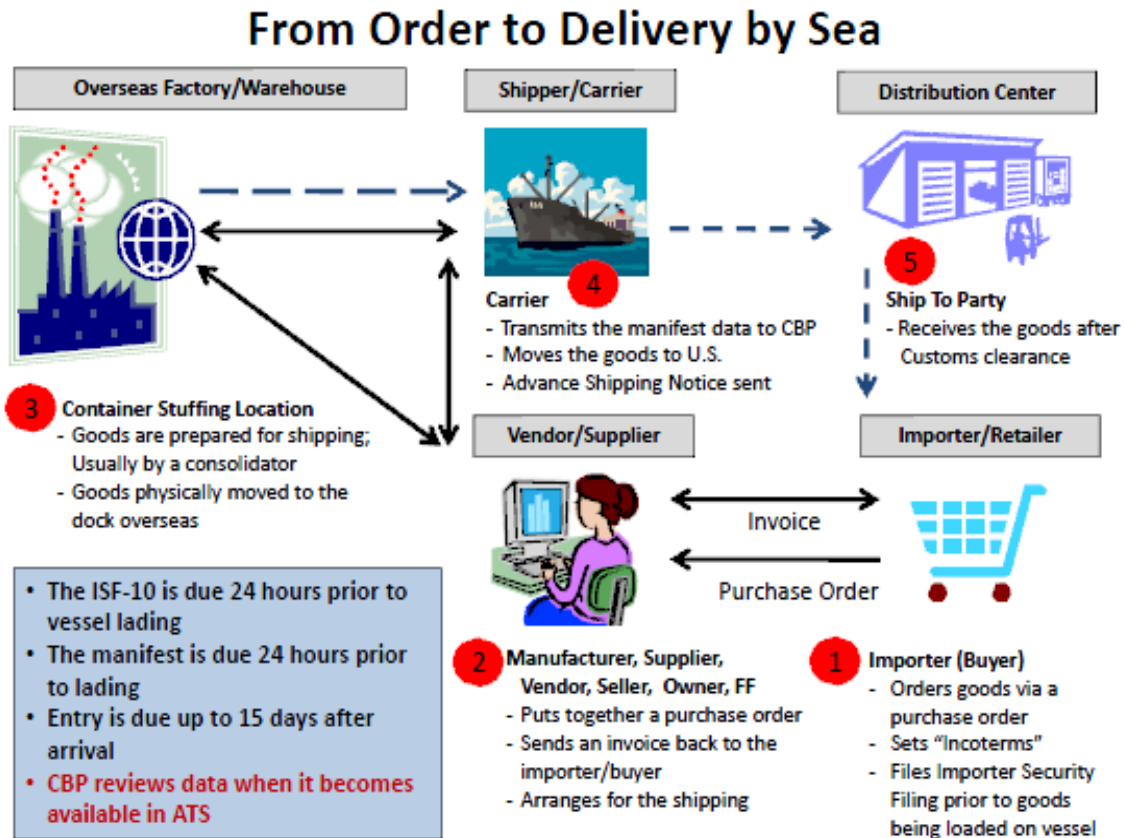 From Order to Delivery by Sea
Overseas Factory/Warehouse
Shipper/Carrier
Distribution Center
4
Carrier
- Transmits the manifest data to CBP
- Moves the goods to U.S.
- Advance Shipping Notice sent
5
Ship To Party
- Receives the goods after
Customs clearance
3
Container Stuffing Location
- Goods are prepared for shipping;
Usually by a consolidator
- Goods physically moved to the
dock overseas
Vendor/Supplier
Importer/Retailer
Invoice
Purchase Order
• The ISF-10 is due 24 hours prior to
vessel lading
• The manifest is due 24 hours prior
to lading
• Entry is due up to 15 days after
arrival
• CBP reviews data when it becomes
available in ATS
2
Manufacturer, Supplier,
Vendor, Seller, Owner, FF
- Puts together a purchase order
- Sends an invoice back to the
importer/buyer
- Arranges for the shipping
1
Importer (Buyer)
- Orders goods via a
purchase order
- Sets “Incoterms”
- Files Importer Security
Filing prior to goods
being loaded on vessel